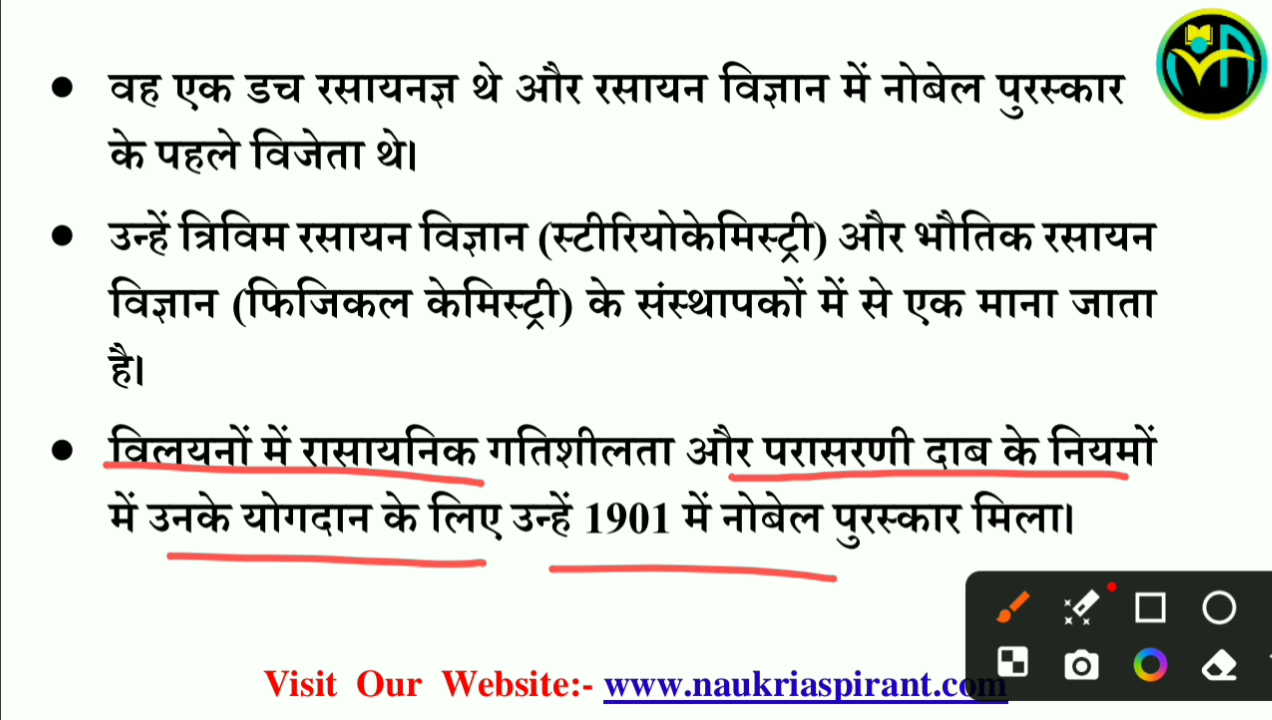 ● वह एक डच रसायनज्ञ थे और रसायन विज्ञान में नोबेल पुरस्कार
के पहले विजेता थे।
● उन्हें त्रिविम रसायन विज्ञान (स्टीरियोकेमिस्ट्री) और भौतिक रसायन
विज्ञान (फिजिकल केमिस्ट्री) के संस्थापकों में से एक माना जाता
है।
● विलयनों में रासायनिक गतिशीलता और परासरणी दाब के नियमों
में उनके योगदान के लिए उन्हें 1901 में नोबेल पुरस्कार मिला।
Visit Our Website:- www.naukriaspirant.com